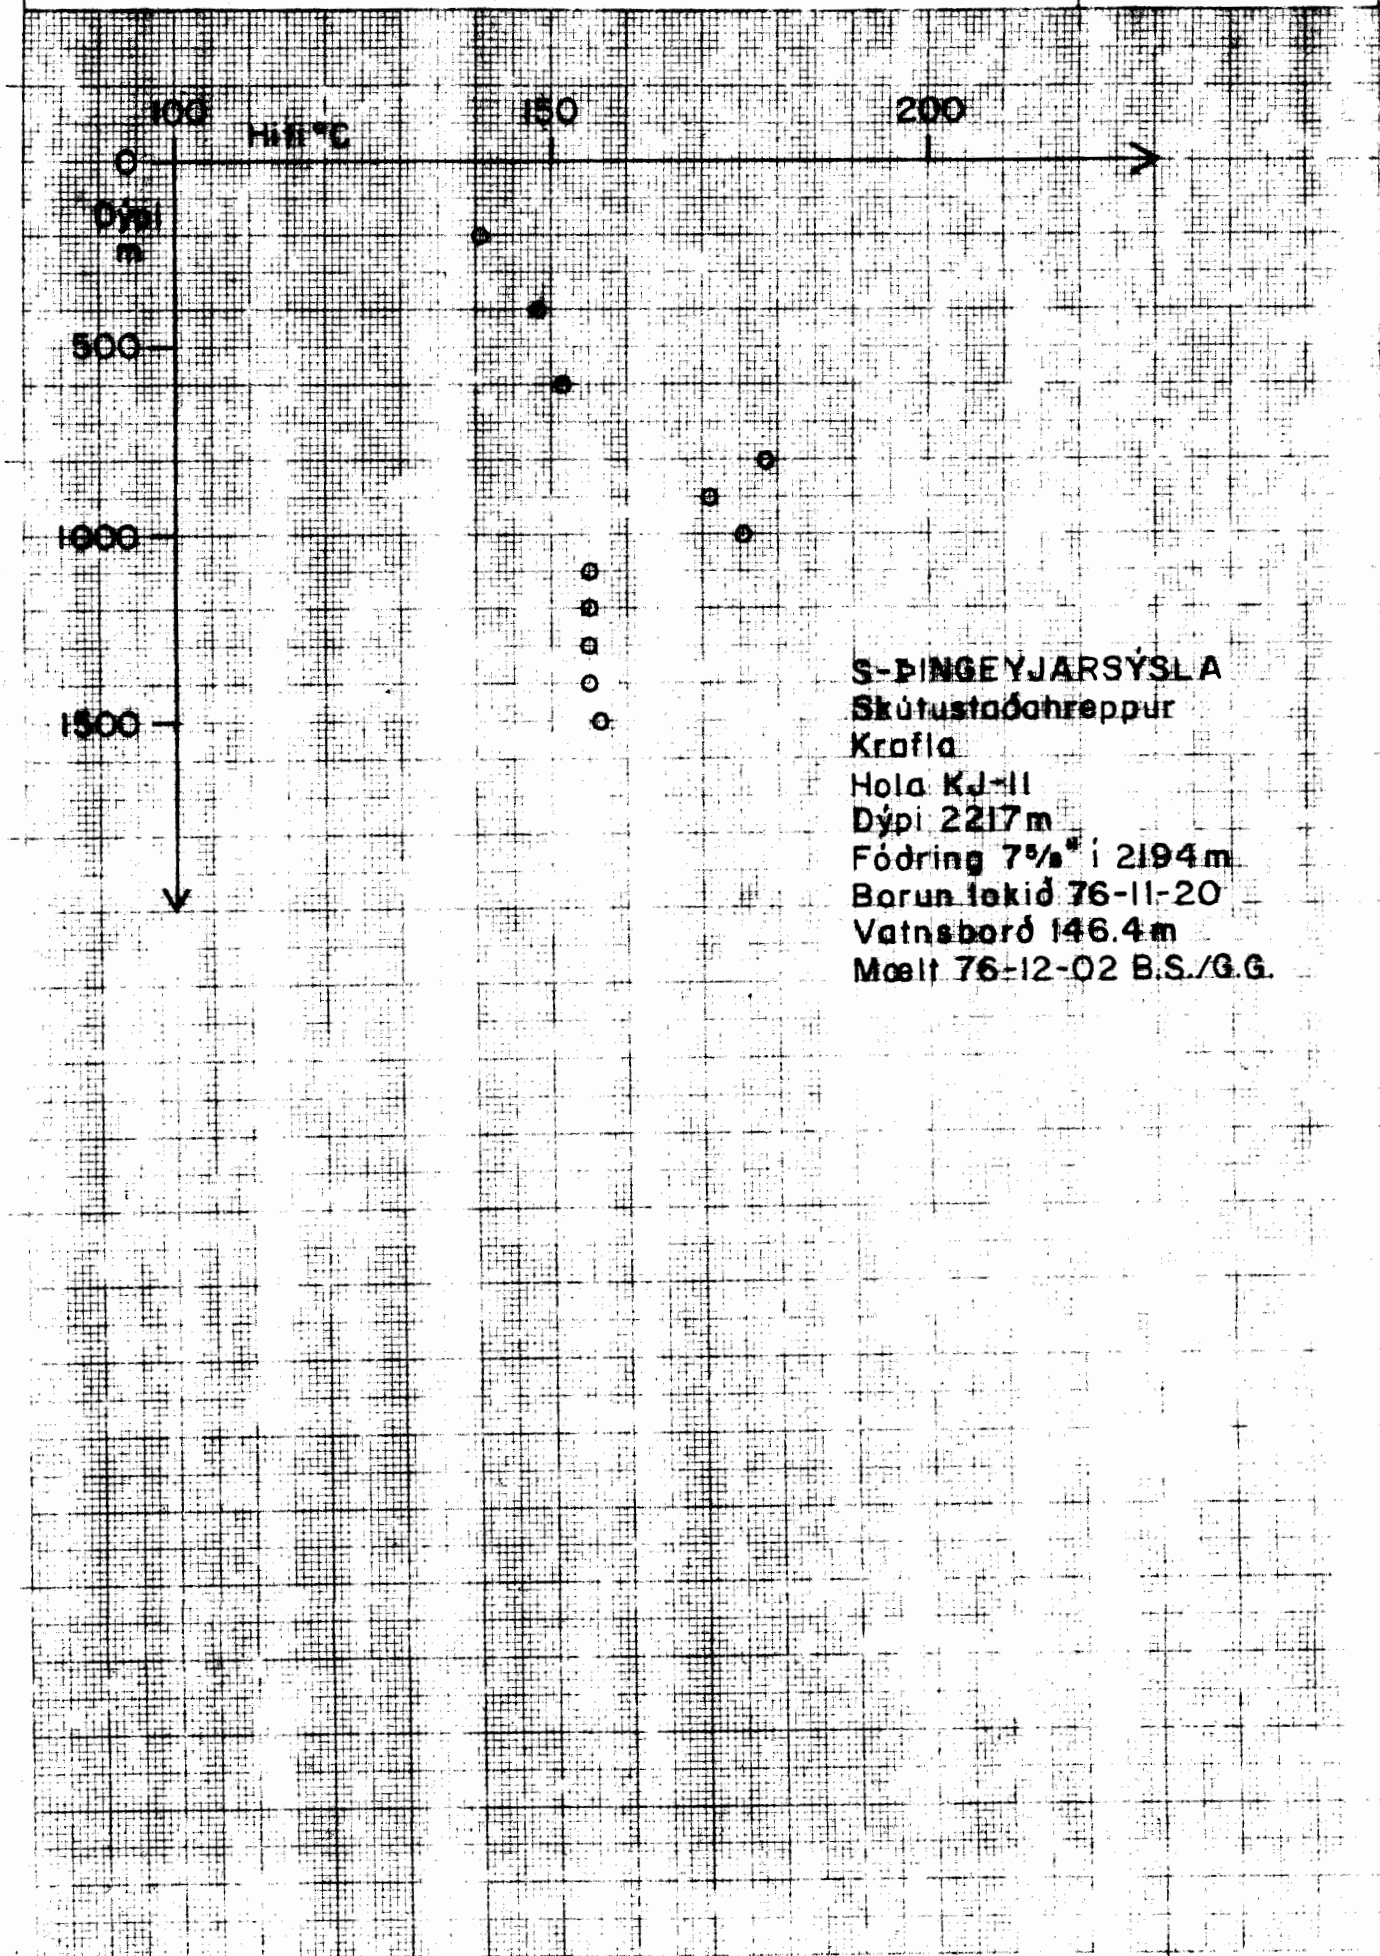 100 150 200
Hiti °C
0
Dýpi
m
500
1000
1500
S-ÞINGEYJARSÝSLA
Skútustaðahreppur
Krafla
Hola KJ-11
Dýpi 2217m
Fóðring 7⁵/₈" í 2194m
Borun lokið 76-11-20
Vatnsborð 146.4m
Mælt 76-12-02 B.S./G.G.